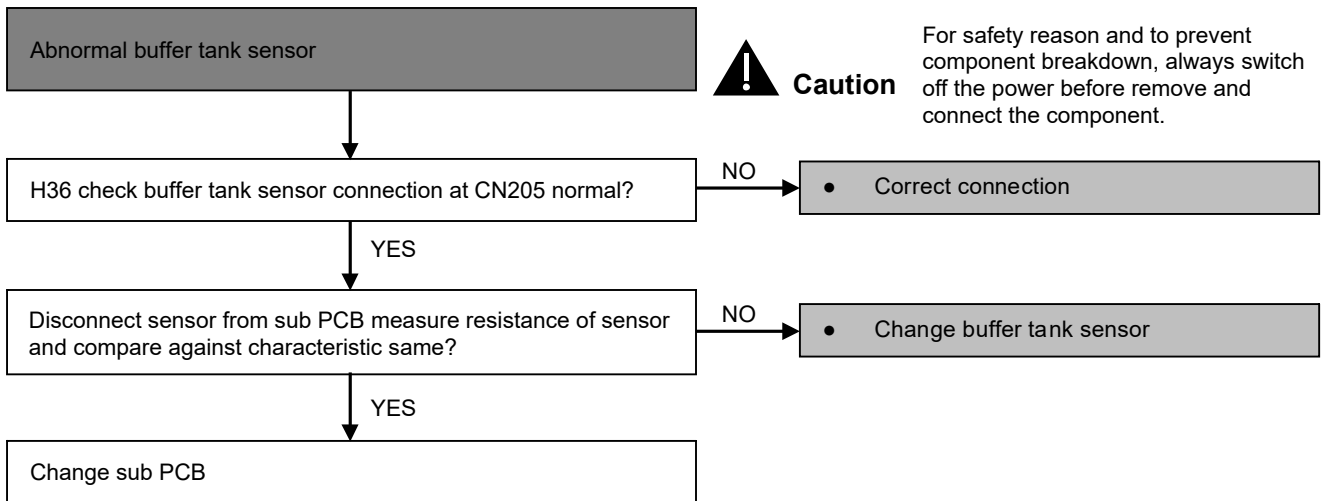 Abnormal buffer tank sensor
Caution
For safety reason and to prevent
component breakdown, always switch
off the power before remove and
connect the component.
H36 check buffer tank sensor connection at CN205 normal?
NO
● Correct connection
YES
Disconnect sensor from sub PCB measure resistance of sensor
and compare against characteristic same?
NO
● Change buffer tank sensor
YES
Change sub PCB